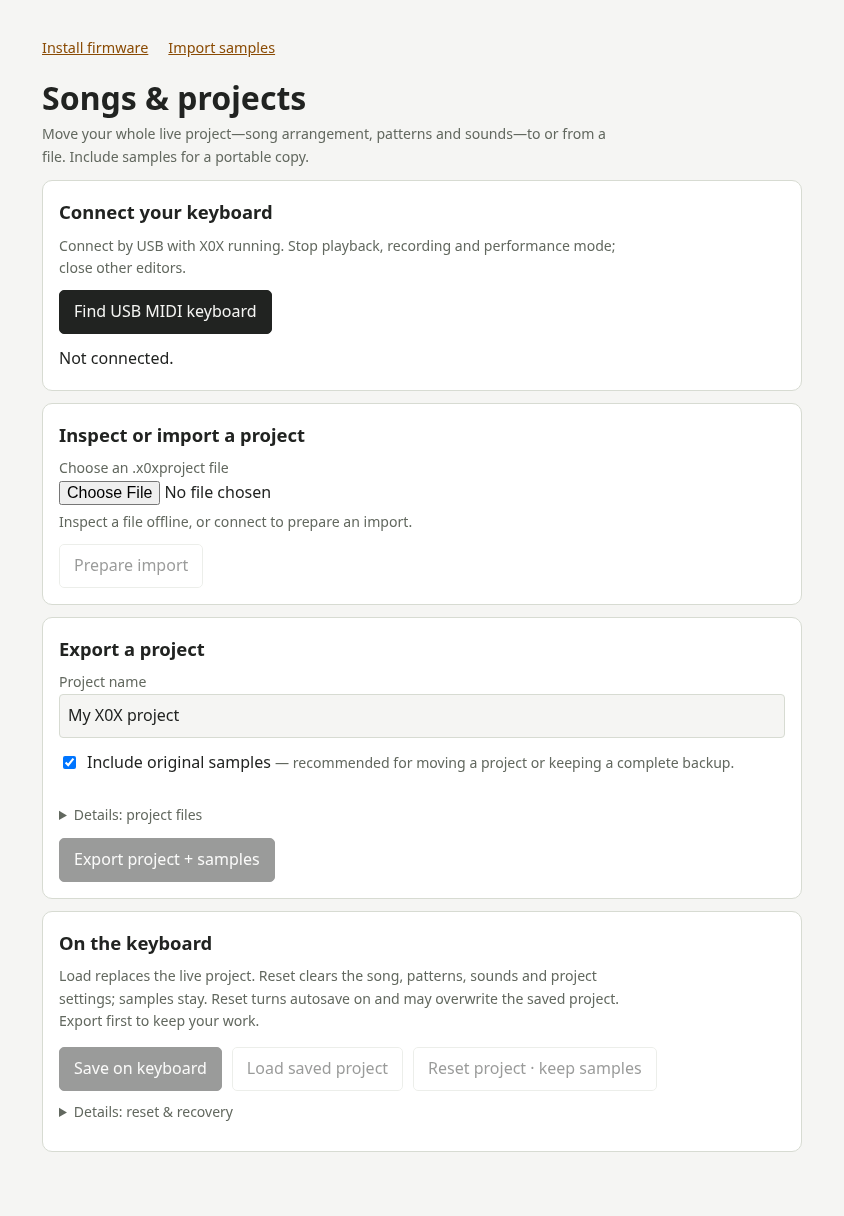 Install firmware Import samples
Songs & projects
Move your whole live project—song arrangement, patterns and sounds—to or from a
file. Include samples for a portable copy.
Connect your keyboard
Connect by USB with X0X running. Stop playback, recording and performance mode;
close other editors.
Find USB MIDI keyboard
Not connected.
Inspect or import a project
Choose an .x0xproject file
Choose File No file chosen
Inspect a file offline, or connect to prepare an import.
Prepare import
Export a project
Project name
My X0X project
Include original samples — recommended for moving a project or keeping a complete backup.
Details: project files
Export project + samples
On the keyboard
Load replaces the live project. Reset clears the song, patterns, sounds and project
settings; samples stay. Reset turns autosave on and may overwrite the saved project.
Export first to keep your work.
Save on keyboard Load saved project Reset project · keep samples
Details: reset & recovery